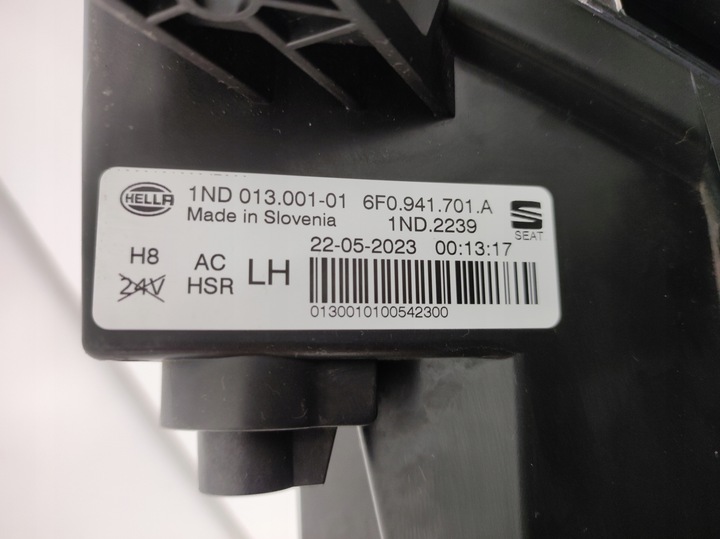 HELLA 1ND 013.001-01 6F0.941.701.A
Made in Slovenia 1ND.2239
SEAT
22-05-2023 00:13:17
H8 AC LH
24V HSR
0130010100542300